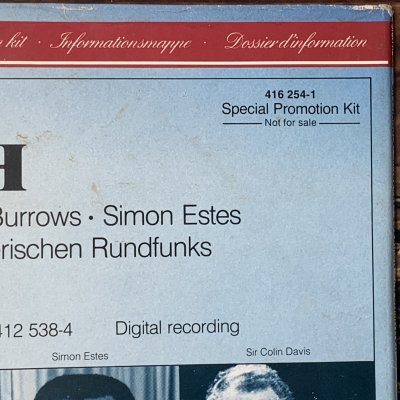 kit · Informationsmappe · Dossier d'information
416 254-1
Special Promotion Kit
Not for sale
H
Burrows · Simon Estes
erischen Rundfunks
412 538-4 Digital recording
Simon Estes Sir Colin Davis